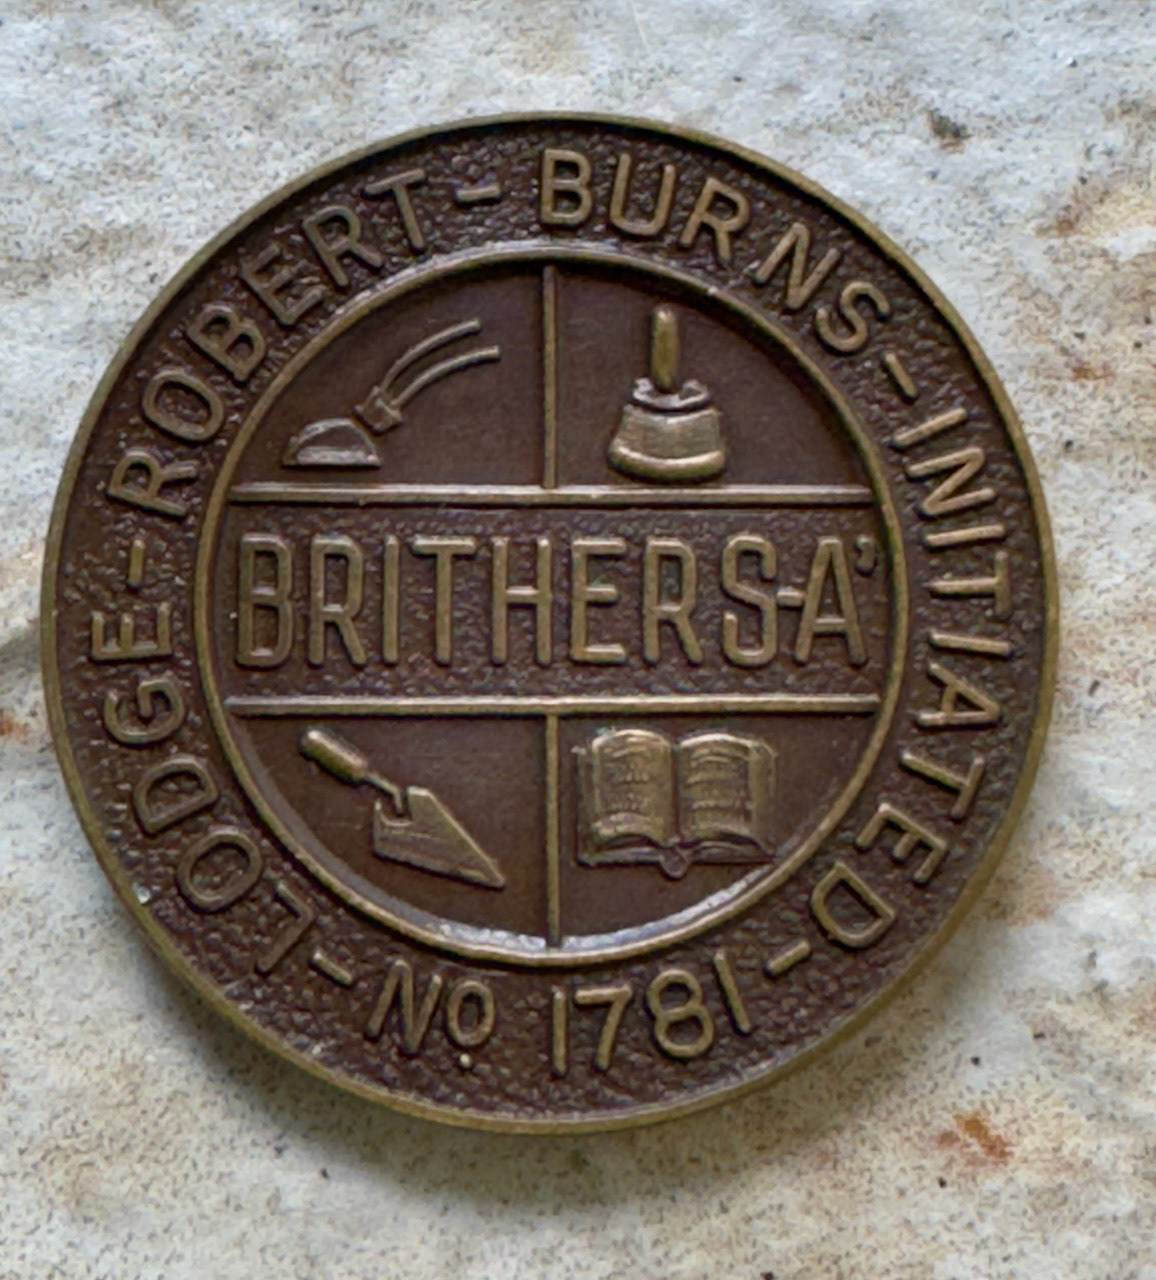 LODGE-ROBERT-BURNS-INITIATED-
No 1781-
BRITHERS-A'